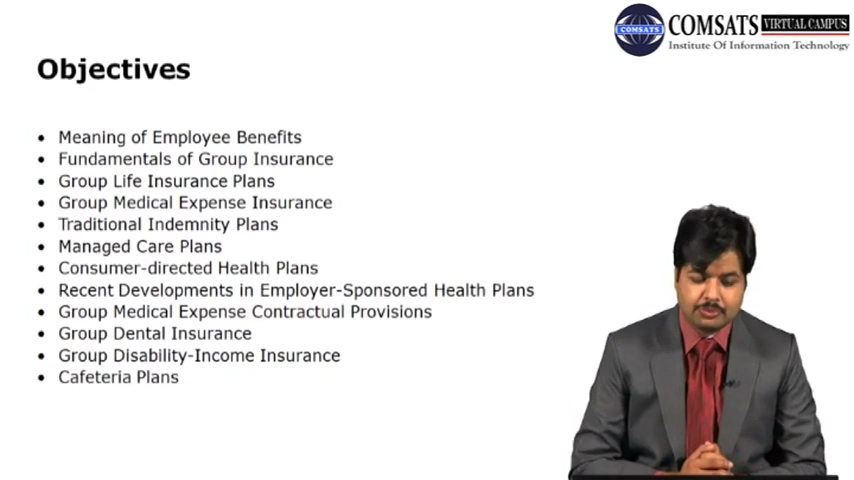 COMSATS VIRTUAL CAMPUS
COMSATS
Institute Of Information Technology
Objectives
• Meaning of Employee Benefits
• Fundamentals of Group Insurance
• Group Life Insurance Plans
• Group Medical Expense Insurance
• Traditional Indemnity Plans
• Managed Care Plans
• Consumer-directed Health Plans
• Recent Developments in Employer-Sponsored Health Plans
• Group Medical Expense Contractual Provisions
• Group Dental Insurance
• Group Disability-Income Insurance
• Cafeteria Plans